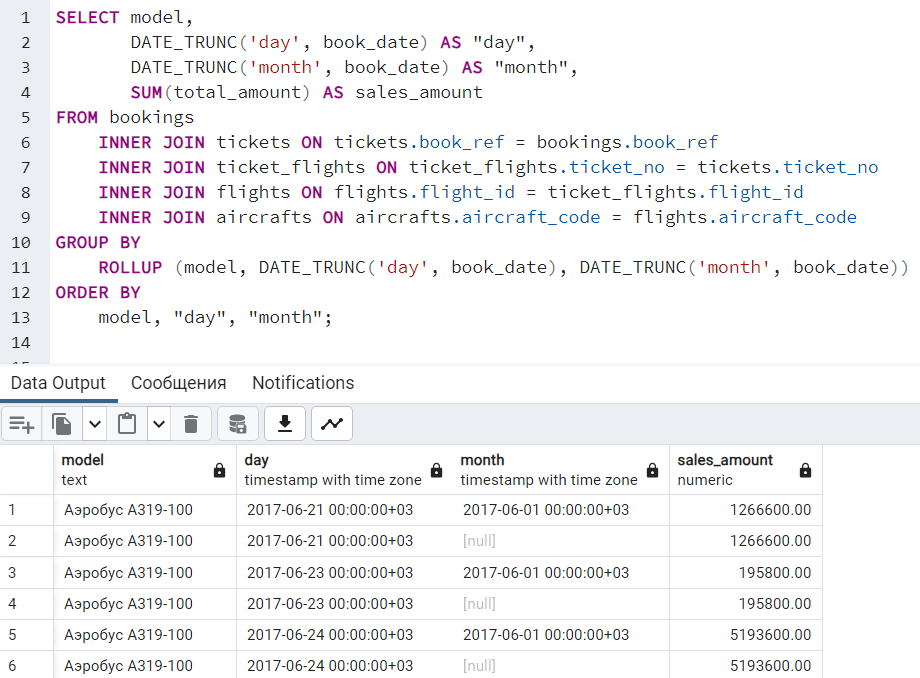 1 SELECT model,
2 DATE_TRUNC('day', book_date) AS "day",
3 DATE_TRUNC('month', book_date) AS "month",
4 SUM(total_amount) AS sales_amount
5 FROM bookings
6 INNER JOIN tickets ON tickets.book_ref = bookings.book_ref
7 INNER JOIN ticket_flights ON ticket_flights.ticket_no = tickets.ticket_no
8 INNER JOIN flights ON flights.flight_id = ticket_flights.flight_id
9 INNER JOIN aircrafts ON aircrafts.aircraft_code = flights.aircraft_code
10 GROUP BY
11 ROLLUP (model, DATE_TRUNC('day', book_date), DATE_TRUNC('month', book_date))
12 ORDER BY
13 model, "day", "month";
14
Data Output Сообщения Notifications
model day month sales_amount
text timestamp with time zone timestamp with time zone numeric
1 Аэробус A319-100 2017-06-21 00:00:00+03 2017-06-01 00:00:00+03 1266600.00
2 Аэробус A319-100 2017-06-21 00:00:00+03 [null] 1266600.00
3 Аэробус A319-100 2017-06-23 00:00:00+03 2017-06-01 00:00:00+03 195800.00
4 Аэробус A319-100 2017-06-23 00:00:00+03 [null] 195800.00
5 Аэробус A319-100 2017-06-24 00:00:00+03 2017-06-01 00:00:00+03 5193600.00
6 Аэробус A319-100 2017-06-24 00:00:00+03 [null] 5193600.00